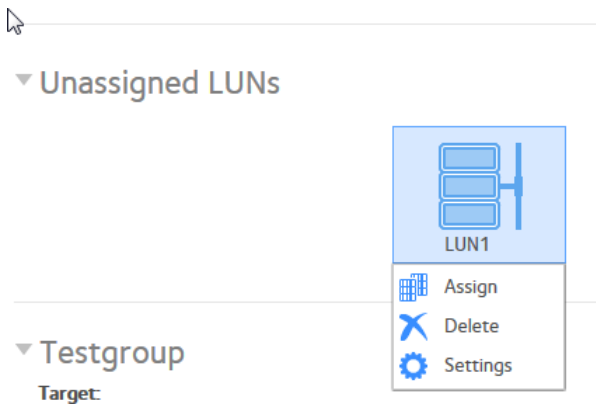 Unassigned LUNs
LUN1
Assign
Delete
Settings
Testgroup
Target: